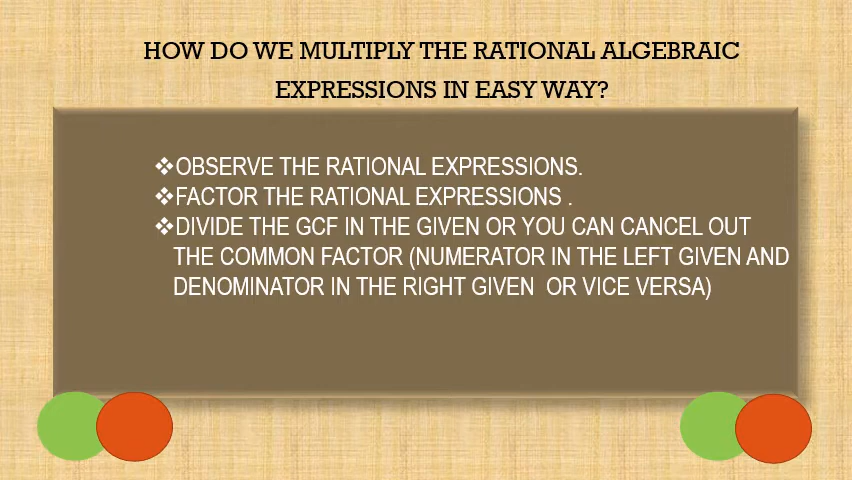 HOW DO WE MULTIPLY THE RATIONAL ALGEBRAIC
EXPRESSIONS IN EASY WAY?
❖OBSERVE THE RATIONAL EXPRESSIONS.
❖FACTOR THE RATIONAL EXPRESSIONS .
❖DIVIDE THE GCF IN THE GIVEN OR YOU CAN CANCEL OUT
THE COMMON FACTOR (NUMERATOR IN THE LEFT GIVEN AND
DENOMINATOR IN THE RIGHT GIVEN  OR VICE VERSA)